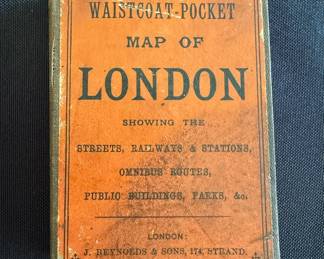 WAISTCOAT-POCKET
MAP OF
LONDON
SHOWING THE
STREETS, RAILWAYS & STATIONS,
OMNIBUS ROUTES,
PUBLIC BUILDINGS, PARKS, &c.
LONDON:
J. REYNOLDS & SONS, 174, STRAND.